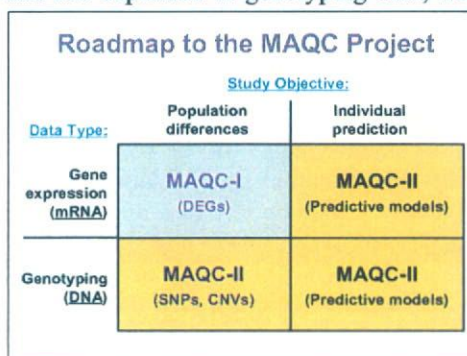 Roadmap to the MAQC Project
Study Objective:
Data Type:
Population
differences
Individual
prediction
Gene
expression
(mRNA)
MAQC-I
(DEGs)
MAQC-II
(Predictive models)
Genotyping
(DNA)
MAQC-II
(SNPs, CNVs)
MAQC-II
(Predictive models)